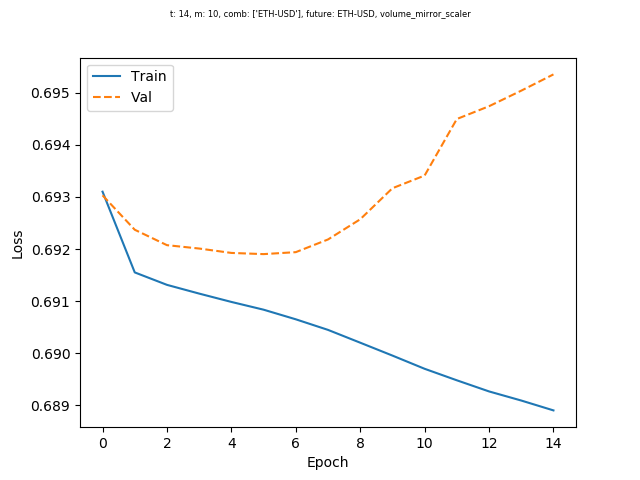 t: 14, m: 10, comb: ['ETH-USD'], future: ETH-USD, volume_mirror_scaler
Train
Val
0.695
0.694
0.693
0.692
0.691
0.690
0.689
Loss
0 2 4 6 8 10 12 14
Epoch